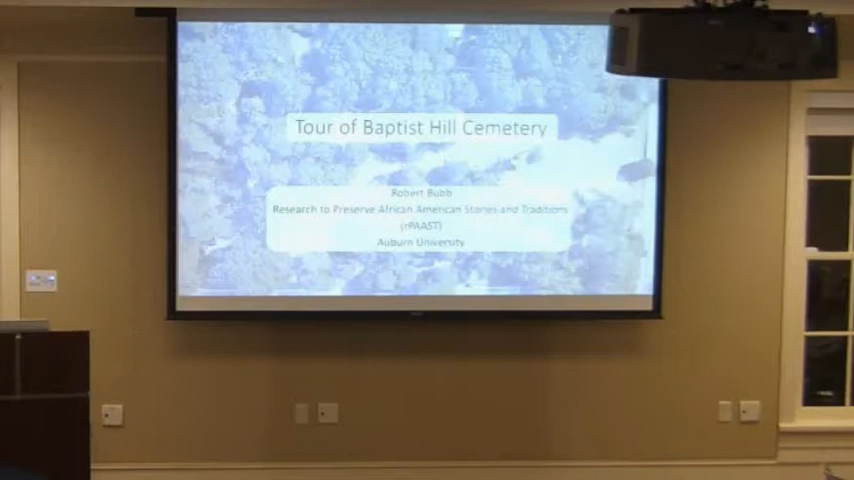 Tour of Baptist Hill Cemetery
Robert Bubb
Research to Preserve African American Stories and Traditions
(rPAAST)
Auburn University